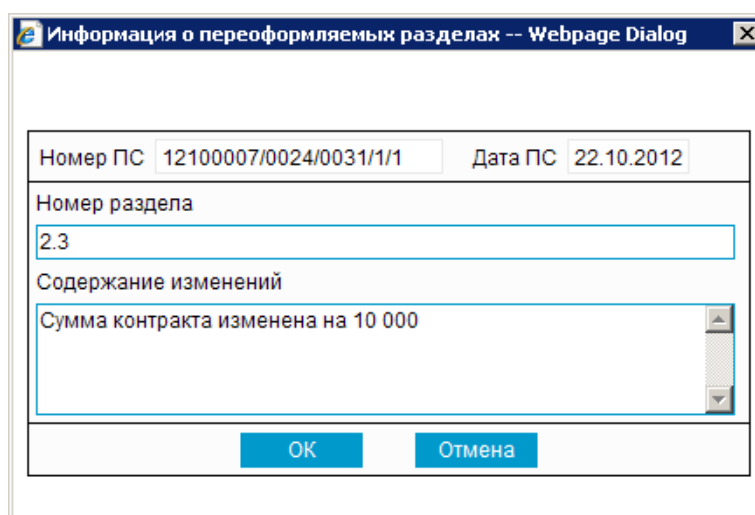 Информация о переоформляемых разделах -- Webpage Dialog
Номер ПС 12100007/0024/0031/1/1 Дата ПС 22.10.2012
Номер раздела
2.3
Содержание изменений
Сумма контракта изменена на 10 000
ОК Отмена